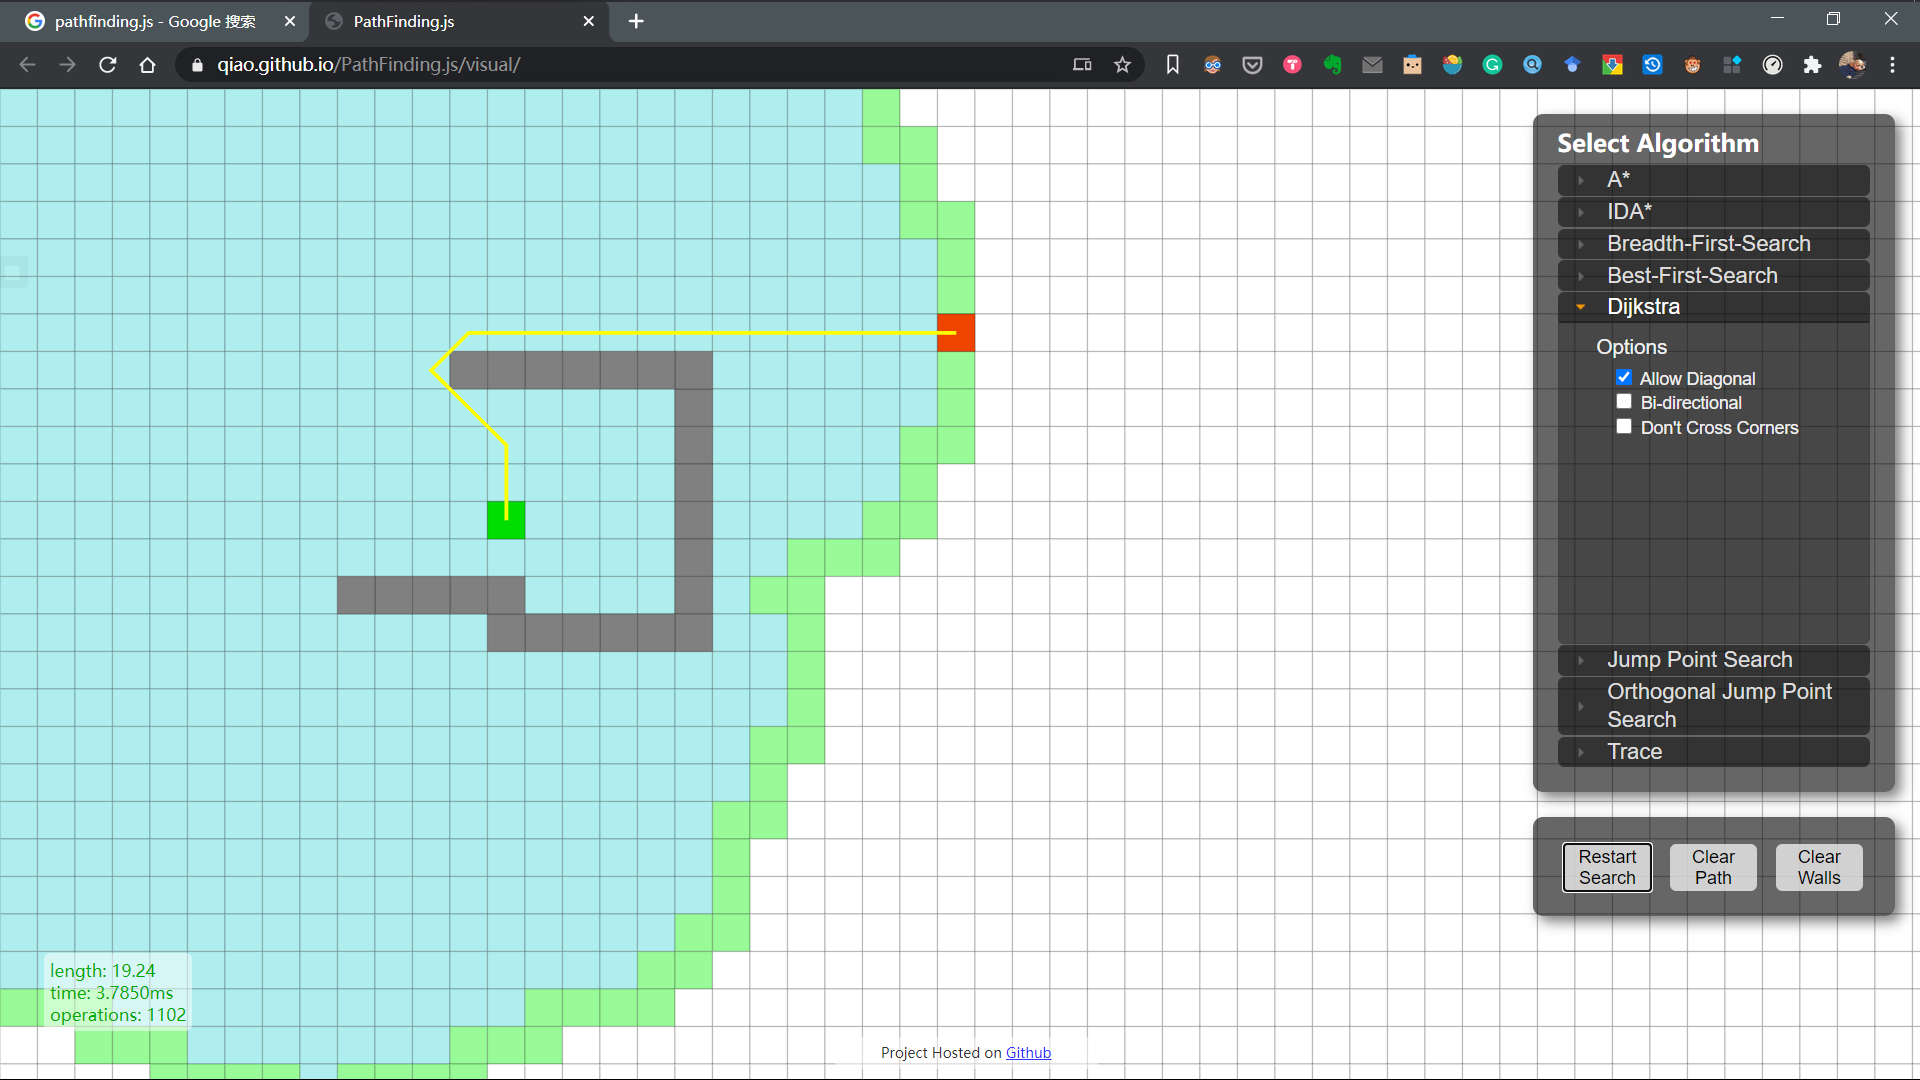 pathfinding.js - Google 搜索
PathFinding.js
qiao.github.io/PathFinding.js/visual/
Select Algorithm
A*
IDA*
Breadth-First-Search
Best-First-Search
Dijkstra
Options
Allow Diagonal
Bi-directional
Don't Cross Corners
Jump Point Search
Orthogonal Jump Point
Search
Trace
Restart
Search
Clear
Path
Clear
Walls
length: 19.24
time: 3.7850ms
operations: 1102
Project Hosted on Github